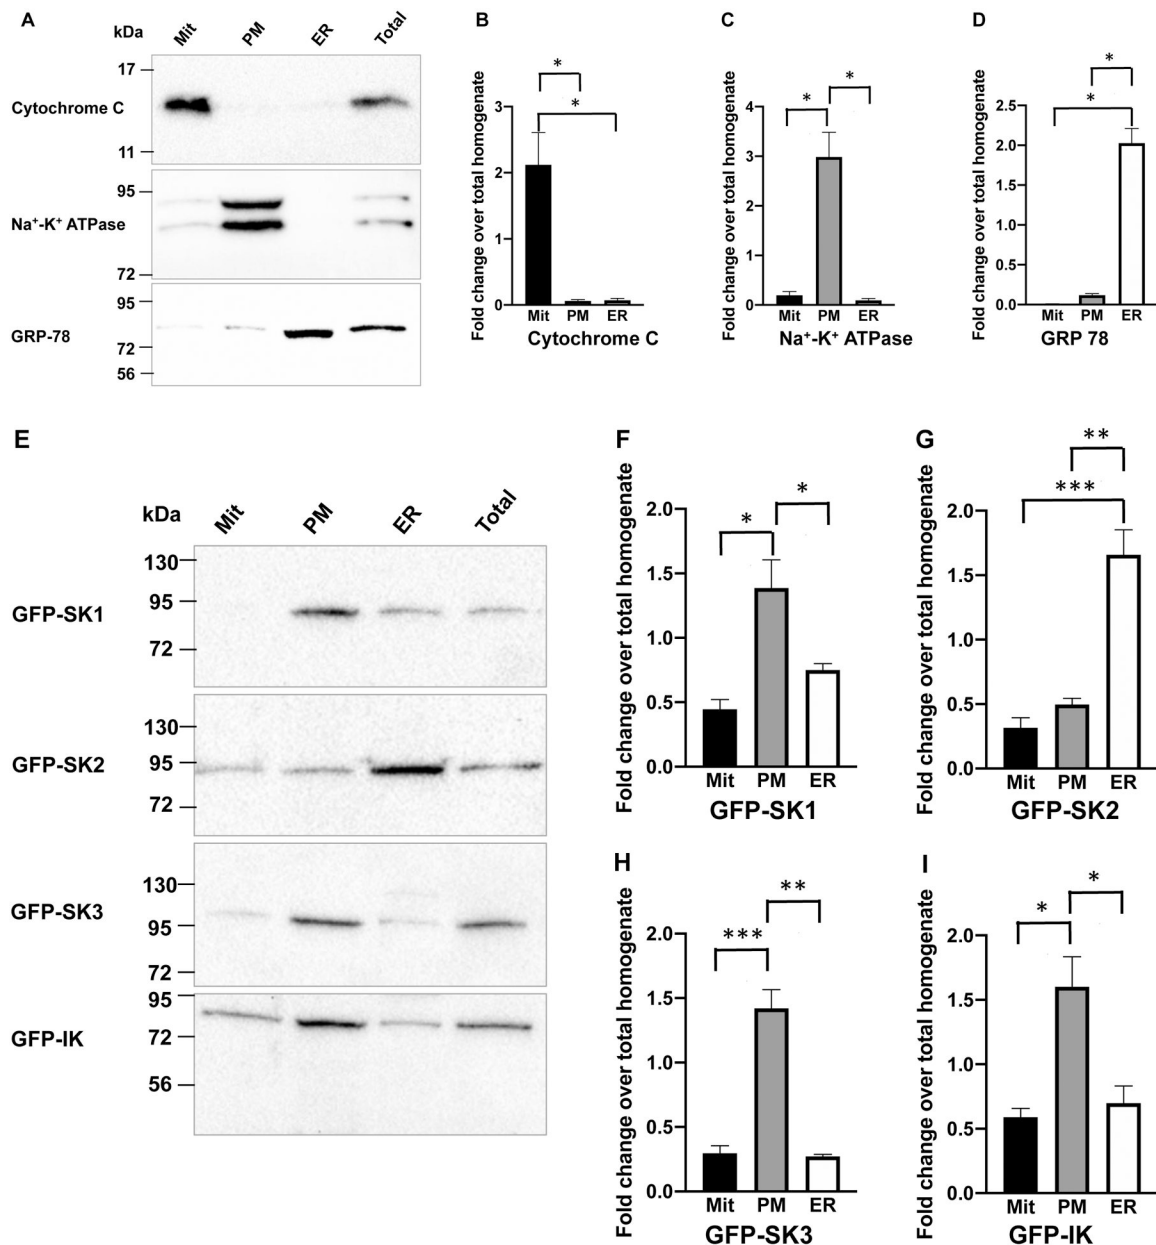 A
kDa
Mit
PM
ER
Total
17
Cytochrome C
11
95
Na⁺-K⁺ ATPase
72
95
GRP-78
72
56
B
Fold change over total homogenate
*
*
3
2
1
0
Mit PM ER
Cytochrome C
C
Fold change over total homogenate
*
*
4
3
2
1
0
Mit PM ER
Na⁺-K⁺ ATPase
D
Fold change over total homogenate
*
*
2.5
2.0
1.5
1.0
0.5
0.0
Mit PM ER
GRP 78
E
kDa
Mit
PM
ER
Total
130
95
GFP-SK1
72
130
95
GFP-SK2
72
130
GFP-SK3
95
72
95
72
GFP-IK
56
F
Fold change over total homogenate
*
*
2.0
1.5
1.0
0.5
0.0
Mit PM ER
GFP-SK1
G
Fold change over total homogenate
**
***
2.0
1.5
1.0
0.5
0.0
Mit PM ER
GFP-SK2
H
Fold change over total homogenate
**
***
2.0
1.5
1.0
0.5
0.0
Mit PM ER
GFP-SK3
I
Fold change over total homogenate
*
*
2.0
1.5
1.0
0.5
0.0
Mit PM ER
GFP-IK